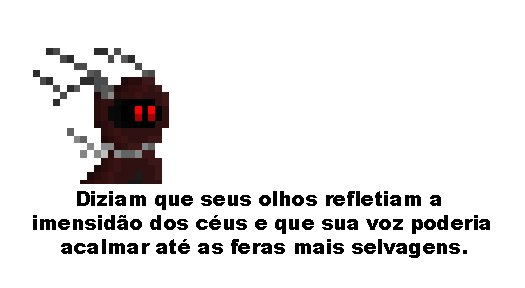 Diziam que seus olhos refletiam a
imensidão dos céus e que sua voz poderia
acalmar até as feras mais selvagens.